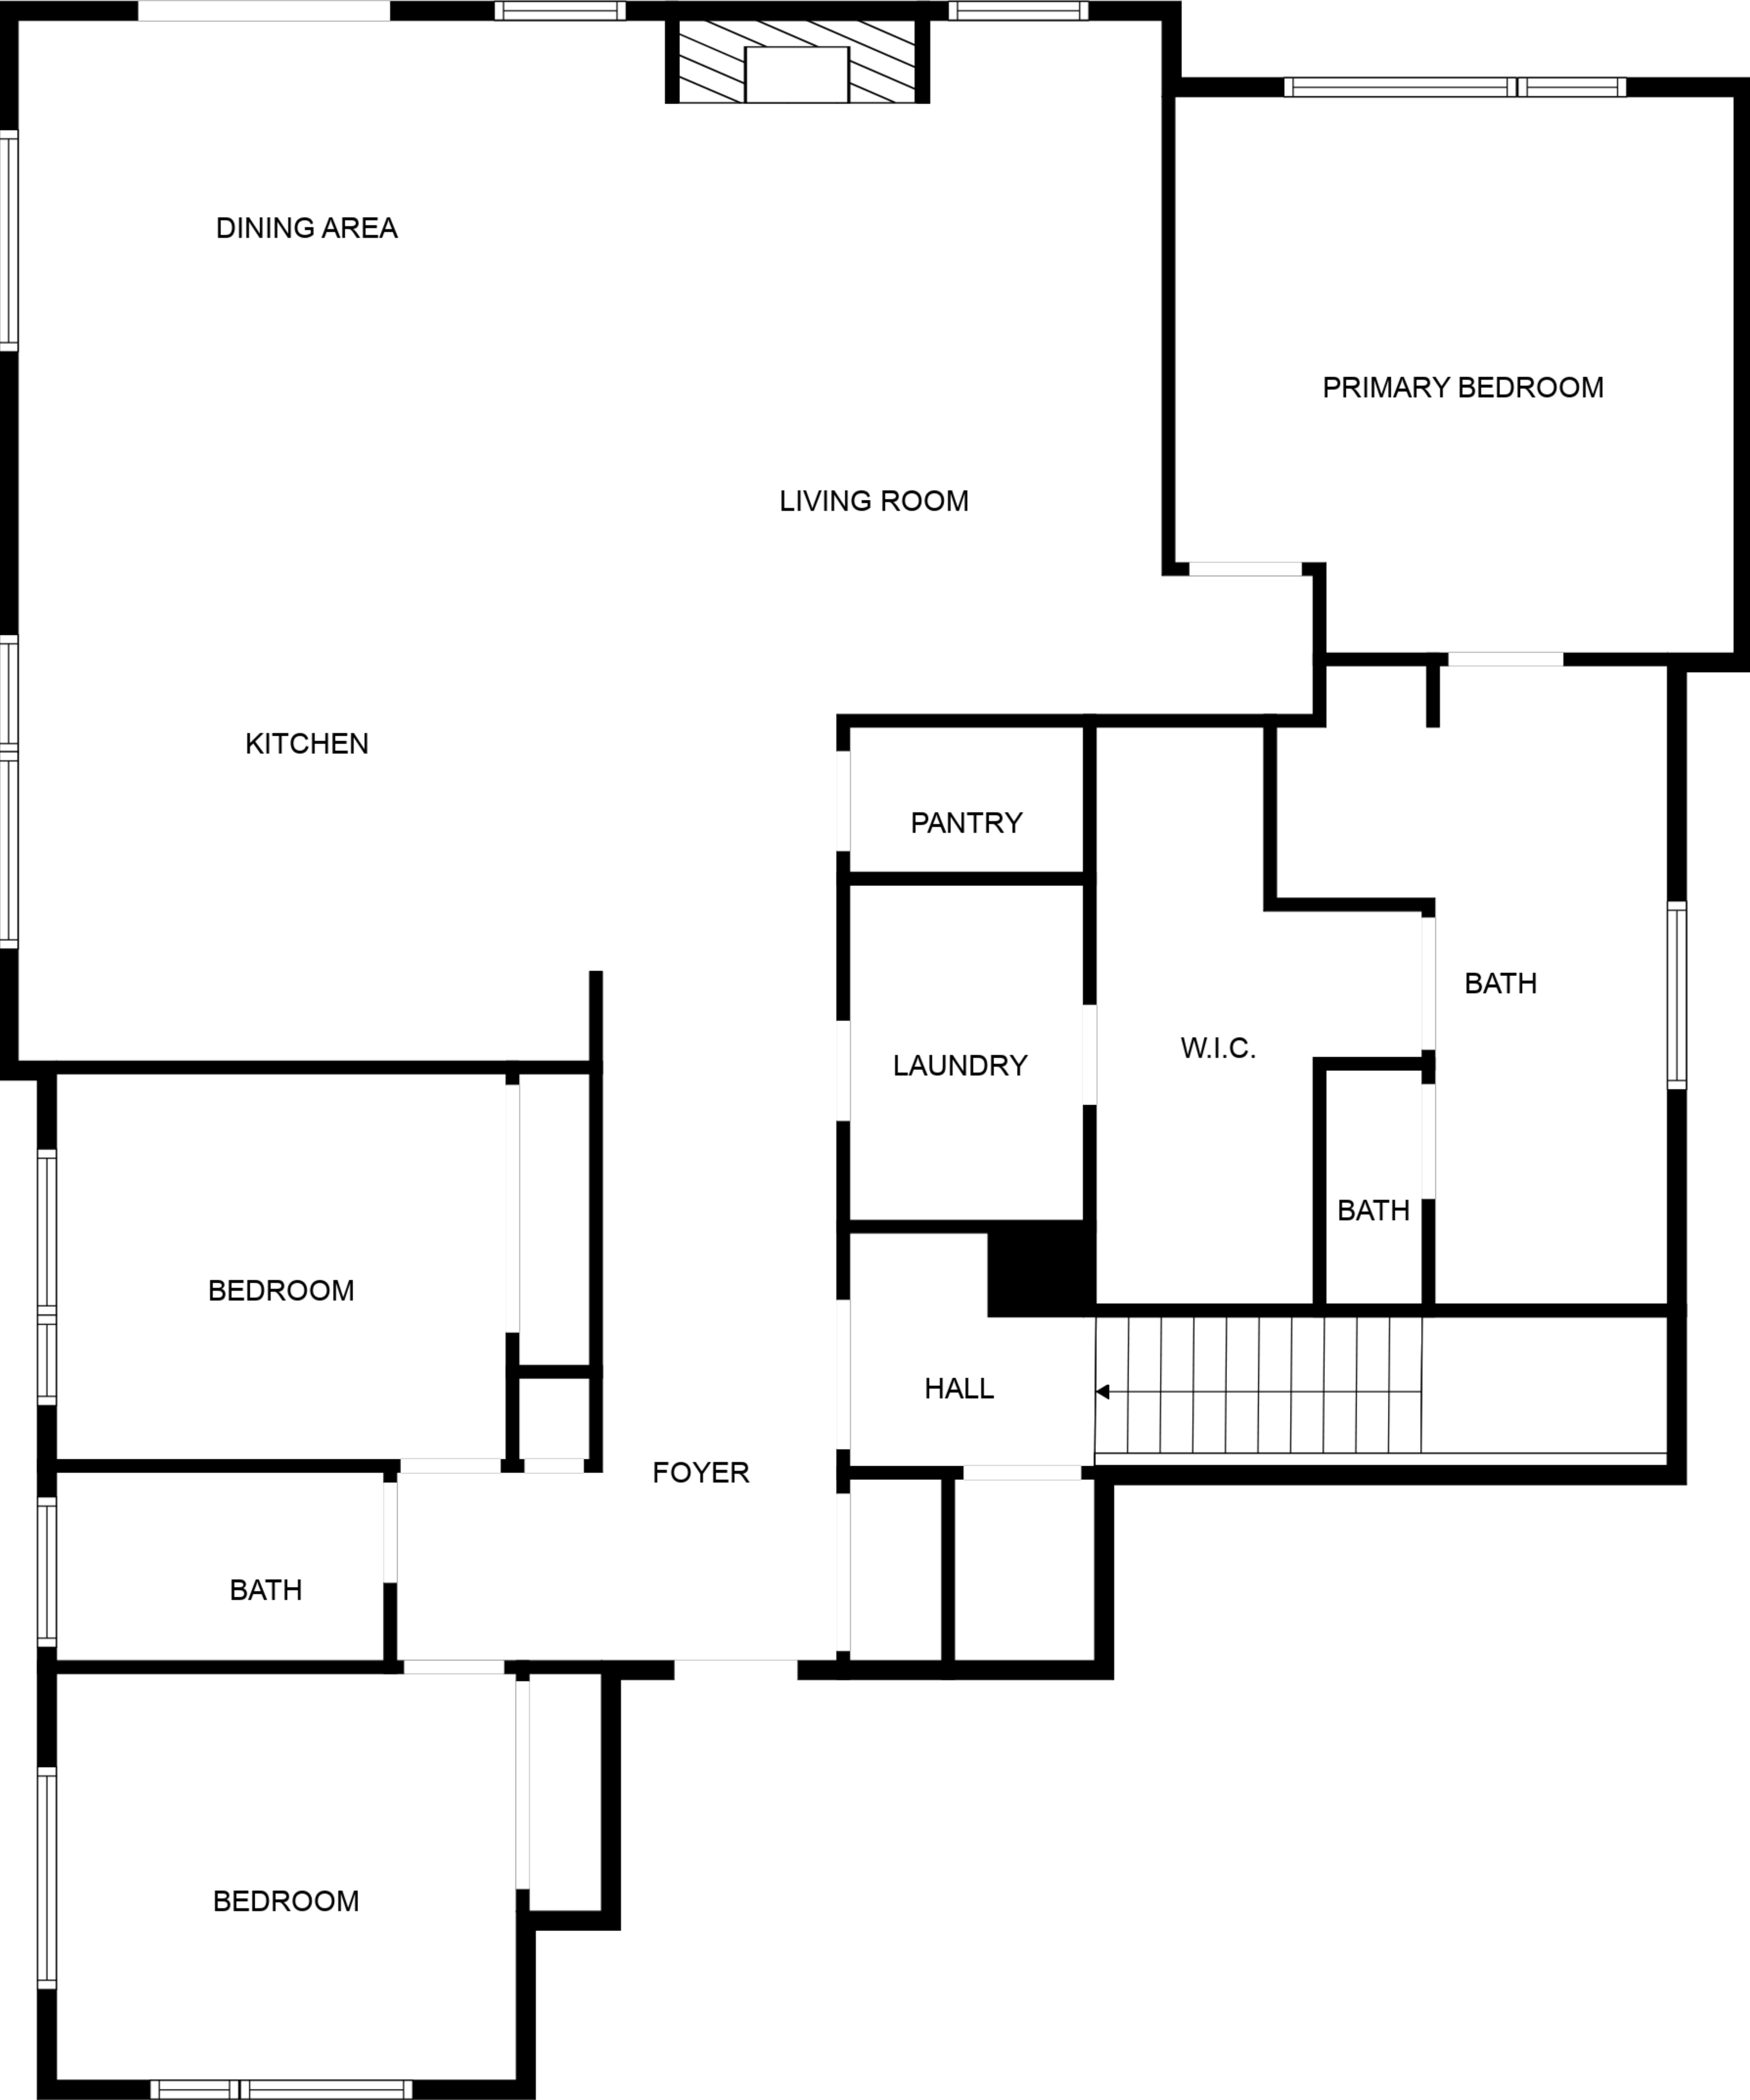 DINING AREA
PRIMARY BEDROOM
LIVING ROOM
KITCHEN
PANTRY
BATH
W.I.C.
LAUNDRY
BATH
BEDROOM
HALL
FOYER
BATH
BEDROOM